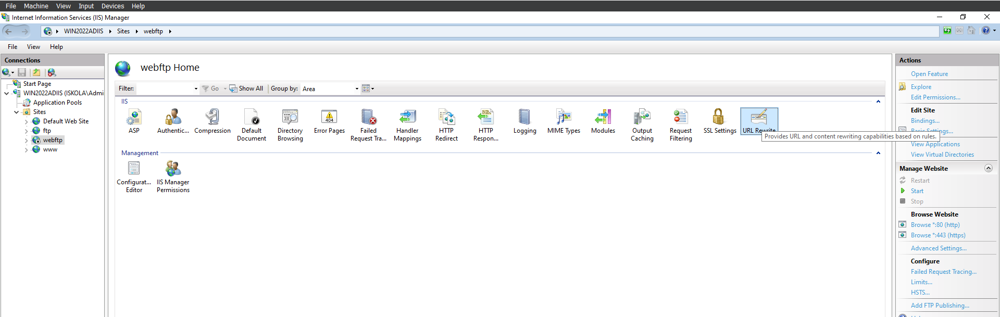 File Machine View Input Devices Help
Internet Information Services (IIS) Manager
WIN2022ADIIS Sites webftp
File View Help
Connections
Start Page
WIN2022ADIIS (ISKOLA\Admi
Application Pools
Sites
Default Web Site
ftp
webftp
www
webftp Home
Filter: Go Show All Group by: Area
IIS
ASP
Authentic...
Compression
Default
Document
Directory
Browsing
Error Pages
Failed
Request Tra...
Handler
Mappings
HTTP
Redirect
HTTP
Respon...
Logging
MIME Types
Modules
Output
Caching
Request
Filtering
SSL Settings
URL Rewrite
Provides URL and content rewriting capabilities based on rules.
Management
Configurat...
Editor
IIS Manager
Permissions
Actions
Open Feature
Explore
Edit Permissions...
Edit Site
Bindings...
Basic Settings...
View Applications
View Virtual Directories
Manage Website
Restart
Start
Stop
Browse Website
Browse *:80 (http)
Browse *:443 (https)
Advanced Settings...
Configure
Failed Request Tracing...
Limits...
HSTS...
Add FTP Publishing...